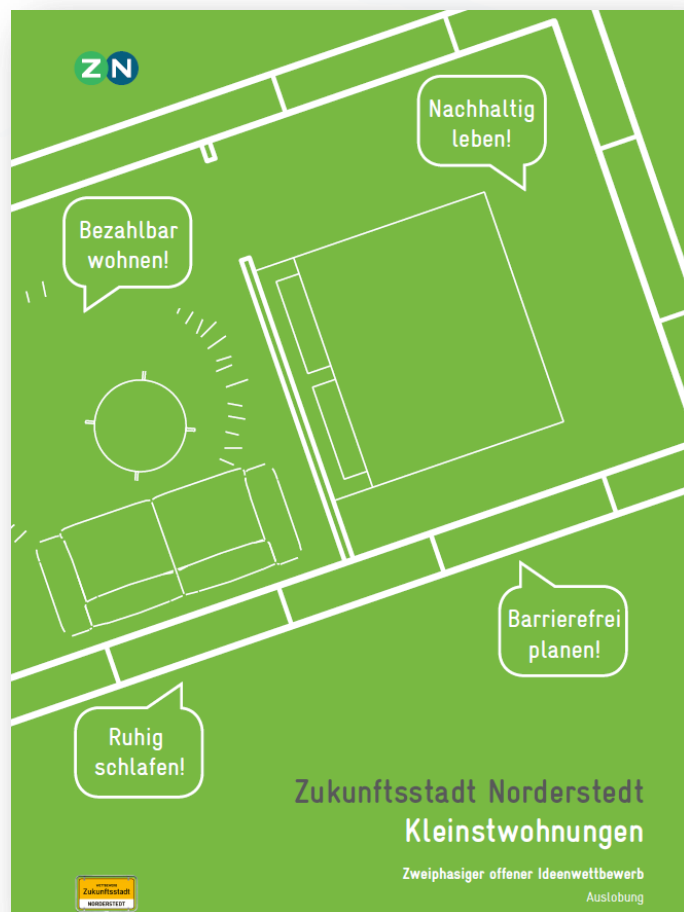 ZN
Nachhaltig
leben!
Bezahlbar
wohnen!
Barrierefrei
planen!
Ruhig
schlafen!
Zukunftsstadt Norderstedt
Kleinstwohnungen
Zweiphasiger offener Ideenwettbewerb
Auslobung
Zukunftsstadt
NORDERSTEDT